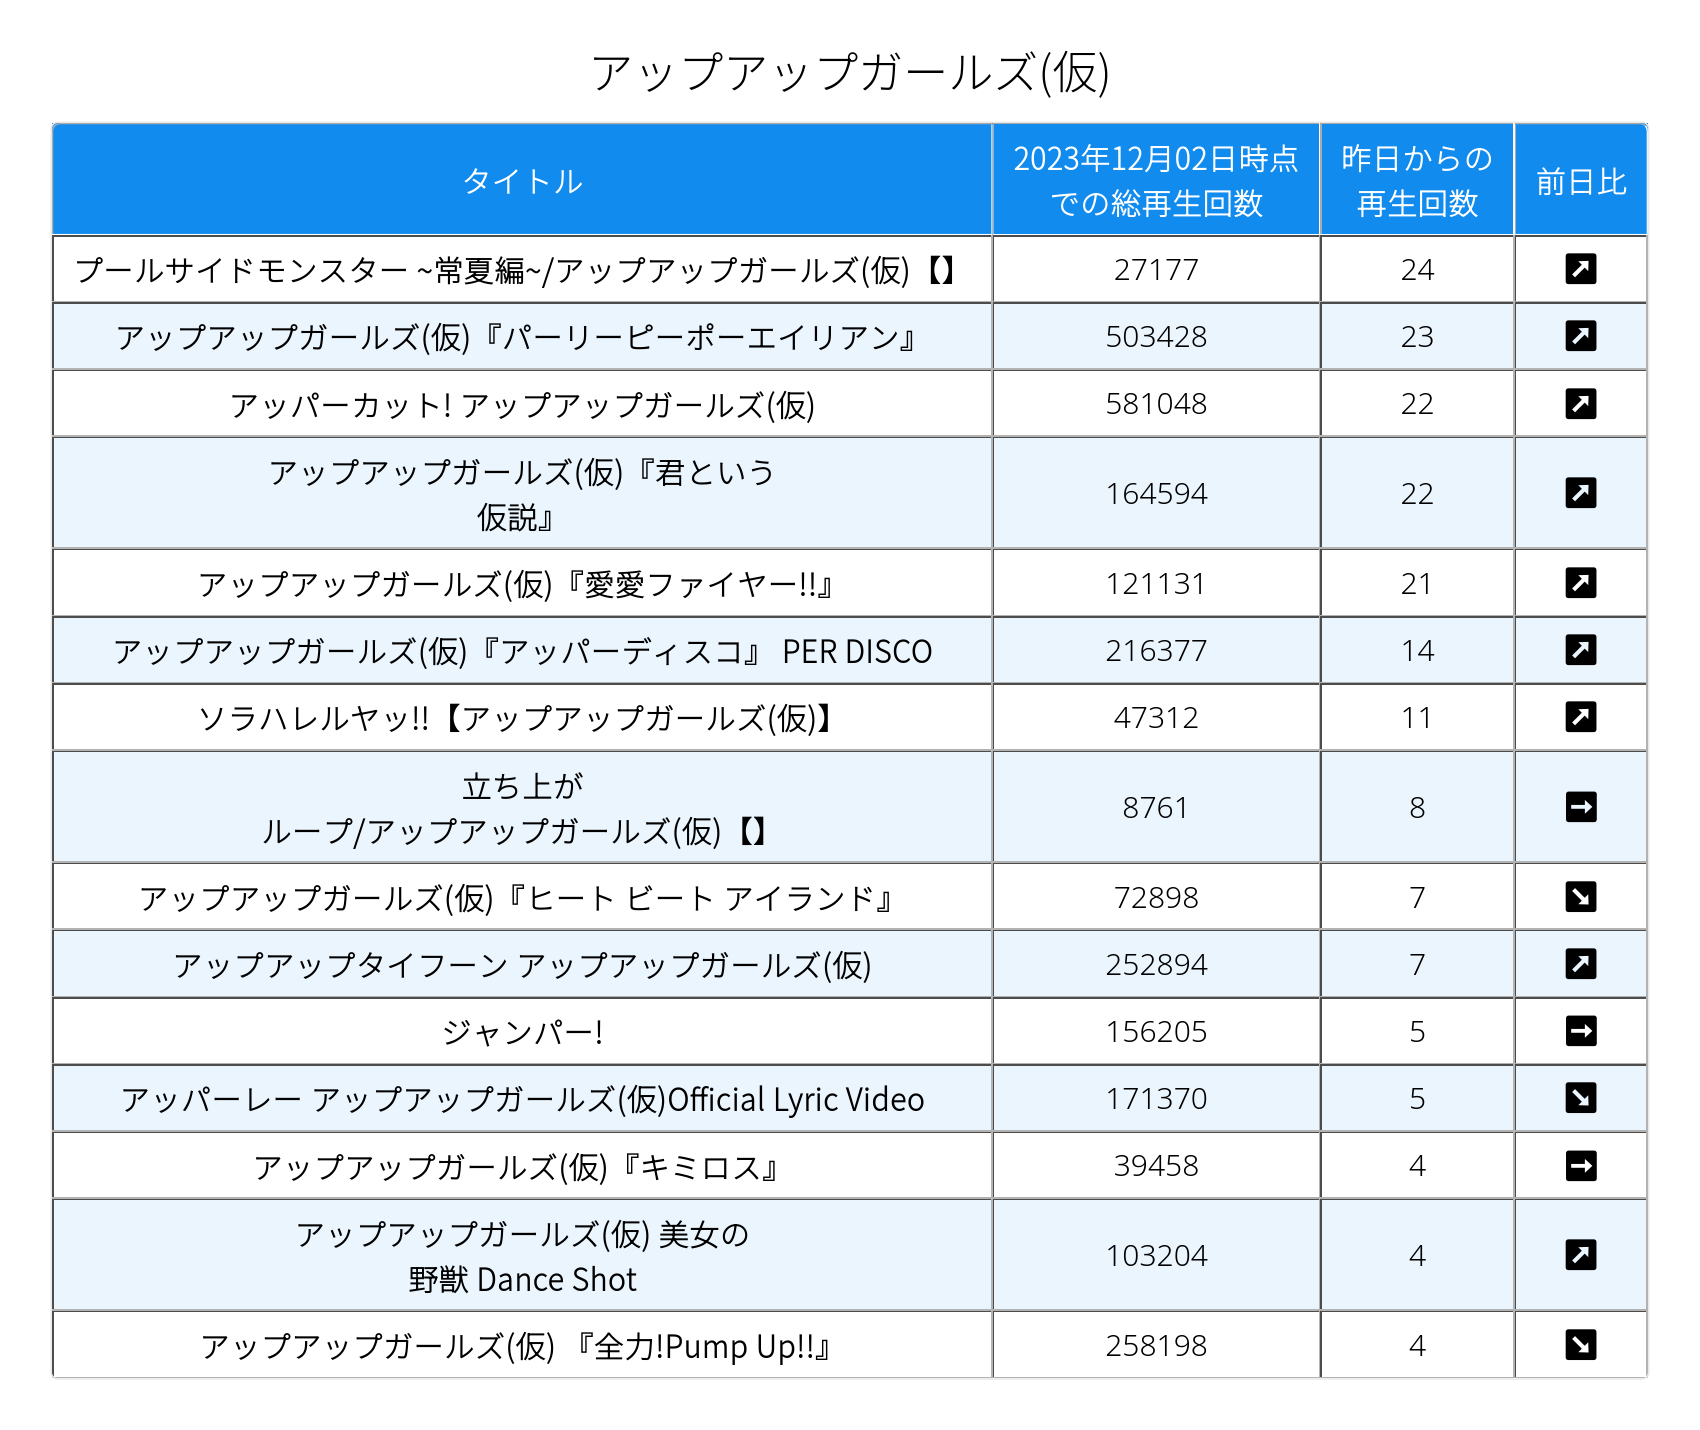 アップアップガールズ(仮)
タイトル
2023年12月02日時点
での総再生回数
昨日からの
再生回数
前日比
プールサイドモンスター ~常夏編~/アップアップガールズ(仮)【】 27177 24
アップアップガールズ(仮)『パーリーピーポーエイリアン』 503428 23
アッパーカット! アップアップガールズ(仮) 581048 22
アップアップガールズ(仮)『君という
仮説』 164594 22
アップアップガールズ(仮)『愛愛ファイヤー!!』 121131 21
アップアップガールズ(仮)『アッパーディスコ』 PER DISCO 216377 14
ソラハレルヤッ!!【アップアップガールズ(仮)】 47312 11
立ち上が
ループ/アップアップガールズ(仮)【】 8761 8
アップアップガールズ(仮)『ヒート ビート アイランド』 72898 7
アップアップタイフーン アップアップガールズ(仮) 252894 7
ジャンパー! 156205 5
アッパーレー アップアップガールズ(仮)Official Lyric Video 171370 5
アップアップガールズ(仮)『キミロス』 39458 4
アップアップガールズ(仮) 美女の
野獣 Dance Shot 103204 4
アップアップガールズ(仮) 『全力!Pump Up!!』 258198 4